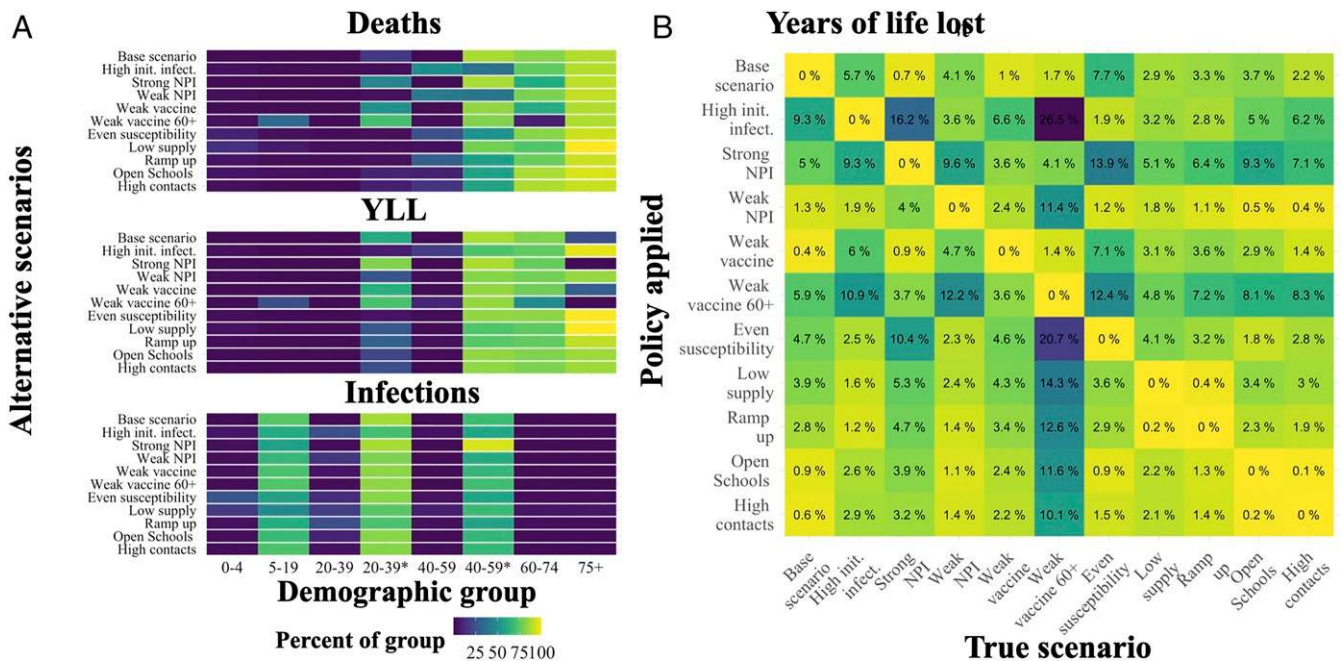 A
Deaths
Alternative scenarios
Base scenario
High init. infect.
Strong NPI
Weak NPI
Weak vaccine
Weak vaccine 60+
Even susceptibility
Low supply
Ramp up
Open Schools
High contacts
YLL
Base scenario
High init. infect.
Strong NPI
Weak NPI
Weak vaccine
Weak vaccine 60+
Even susceptibility
Low supply
Ramp up
Open Schools
High contacts
Infections
Base scenario
High init. infect.
Strong NPI
Weak NPI
Weak vaccine
Weak vaccine 60+
Even susceptibility
Low supply
Ramp up
Open Schools
High contacts
0-4 5-19 20-39 20-39* 40-59 40-59* 60-74 75+
Demographic group
Percent of group
25 50 75100
B
Years of life lost
Policy applied
Base
scenario
0 % 5.7 % 0.7 % 4.1 % 1 % 1.7 % 7.7 % 2.9 % 3.3 % 3.7 % 2.2 %
High init.
infect.
9.3 % 0 % 16.2 % 3.6 % 6.6 % 26.5 % 1.9 % 3.2 % 2.8 % 5 % 6.2 %
Strong
NPI
5 % 9.3 % 0 % 9.6 % 3.6 % 4.1 % 13.9 % 5.1 % 6.4 % 9.3 % 7.1 %
Weak
NPI
1.3 % 1.9 % 4 % 0 % 2.4 % 11.4 % 1.2 % 1.8 % 1.1 % 0.5 % 0.4 %
Weak
vaccine
0.4 % 6 % 0.9 % 4.7 % 0 % 1.4 % 7.1 % 3.1 % 3.6 % 2.9 % 1.4 %
Weak
vaccine 60+
5.9 % 10.9 % 3.7 % 12.2 % 3.6 % 0 % 12.4 % 4.8 % 7.2 % 8.1 % 8.3 %
Even
susceptibility
4.7 % 2.5 % 10.4 % 2.3 % 4.6 % 20.7 % 0 % 4.1 % 3.2 % 1.8 % 2.8 %
Low
supply
3.9 % 1.6 % 5.3 % 2.4 % 4.3 % 14.3 % 3.6 % 0 % 0.4 % 3.4 % 3 %
Ramp
up
2.8 % 1.2 % 4.7 % 1.4 % 3.4 % 12.6 % 2.9 % 0.2 % 0 % 2.3 % 1.9 %
Open
Schools
0.9 % 2.6 % 3.9 % 1.1 % 2.4 % 11.6 % 0.9 % 2.2 % 1.3 % 0 % 0.1 %
High
contacts
0.6 % 2.9 % 3.2 % 1.4 % 2.2 % 10.1 % 1.5 % 2.1 % 1.4 % 0.2 % 0 %
Base
scenario
High init.
infect.
Strong
NPI
Weak
NPI
Weak
vaccine
Weak
vaccine 60+
Even
susceptibility
Low
supply
Ramp
up
Open
Schools
High
contacts
True scenario